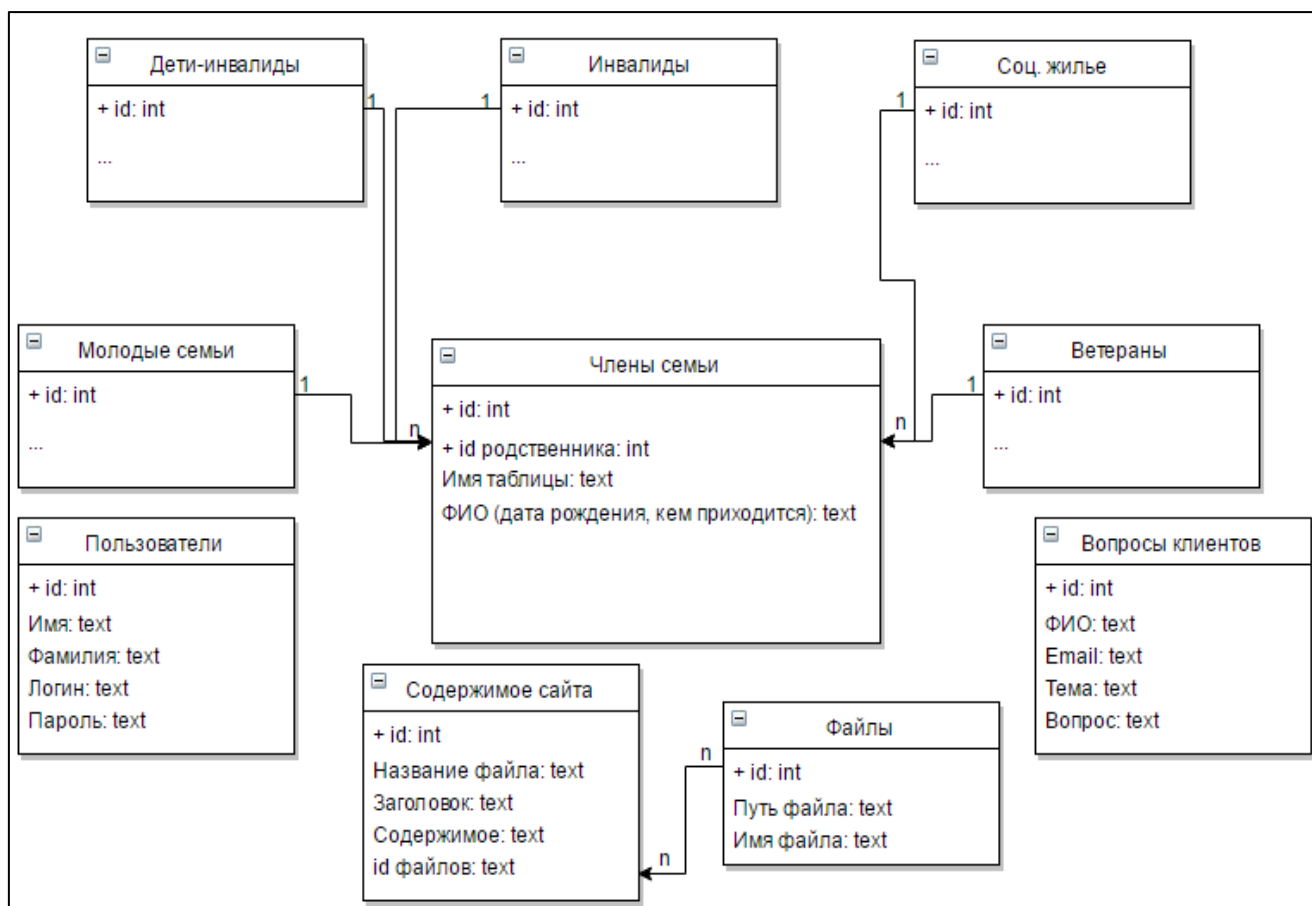 Дети-инвалиды
+ id: int
...
1
Инвалиды
+ id: int
...
1
Соц. жилье
+ id: int
...
1
Молодые семьи
+ id: int
...
1
n
Члены семьи
+ id: int
+ id родственника: int
Имя таблицы: text
ФИО (дата рождения, кем приходится): text
n
1
Ветераны
+ id: int
...
Пользователи
+ id: int
Имя: text
Фамилия: text
Логин: text
Пароль: text
Вопросы клиентов
+ id: int
ФИО: text
Email: text
Тема: text
Вопрос: text
Содержимое сайта
+ id: int
Название файла: text
Заголовок: text
Содержимое: text
id файлов: text
n
n
Файлы
+ id: int
Путь файла: text
Имя файла: text